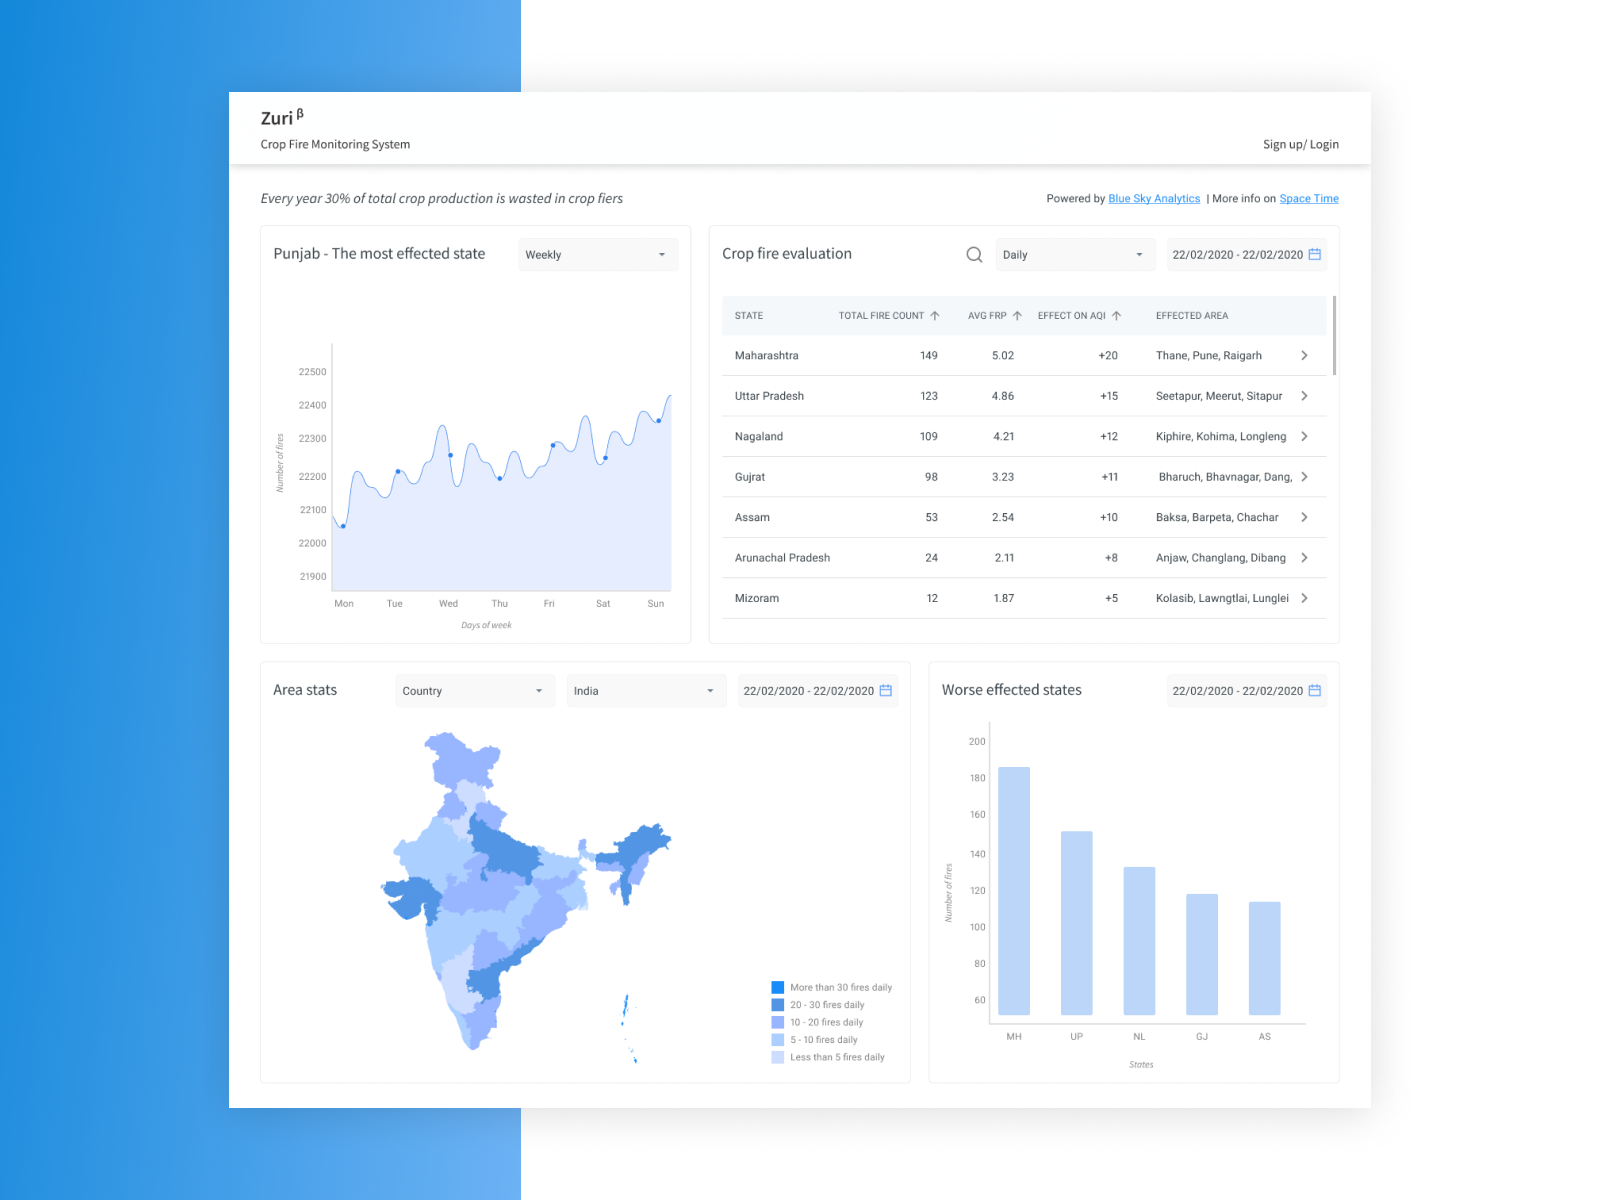 Zuri β
Crop Fire Monitoring System
Sign up/ Login
Every year 30% of total crop production is wasted in crop fiers
Powered by Blue Sky Analytics | More info on Space Time
Punjab - The most effected state
Weekly
22500
22400
22300
22200
22100
22000
21900
Number of fires
Mon Tue Wed Thu Fri Sat Sun
Days of week
Crop fire evaluation
Daily
22/02/2020 - 22/02/2020
STATE TOTAL FIRE COUNT AVG FRP EFFECT ON AQI EFFECTED AREA
Maharashtra 149 5.02 +20 Thane, Pune, Raigarh
Uttar Pradesh 123 4.86 +15 Seetapur, Meerut, Sitapur
Nagaland 109 4.21 +12 Kiphire, Kohima, Longleng
Gujrat 98 3.23 +11 Bharuch, Bhavnagar, Dang,
Assam 53 2.54 +10 Baksa, Barpeta, Chachar
Arunachal Pradesh 24 2.11 +8 Anjaw, Changlang, Dibang
Mizoram 12 1.87 +5 Kolasib, Lawngtlai, Lunglei
Area stats
Country
India
22/02/2020 - 22/02/2020
More than 30 fires daily
20 - 30 fires daily
10 - 20 fires daily
5 - 10 fires daily
Less than 5 fires daily
Worse effected states
22/02/2020 - 22/02/2020
200
180
160
140
120
100
80
60
Number of fires
MH UP NL GJ AS
States